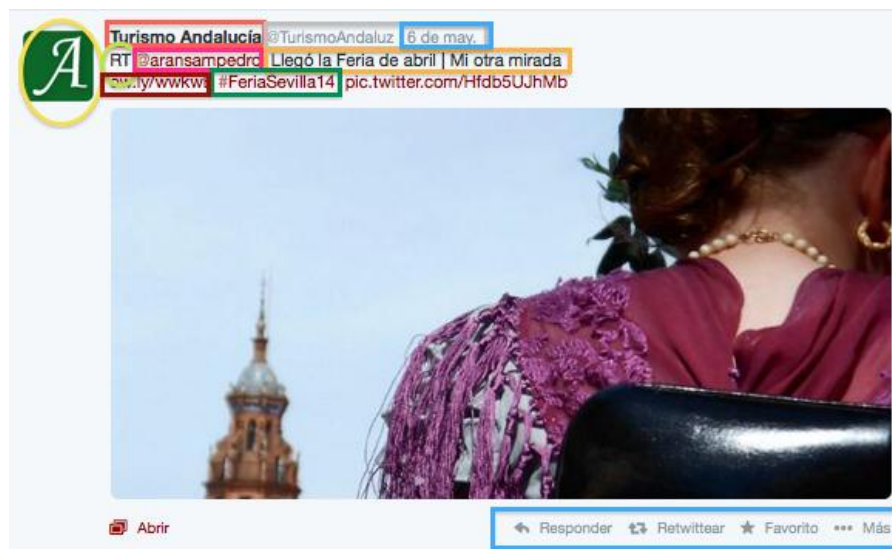 A
Turismo Andalucía @TurismoAndaluz 6 de may.
RT @aransampedro Llegó la Feria de abril | Mi otra mirada
#FeriaSevilla14 pic.twitter.com/Hfdb5UJhMb
Abrir
Responder Retwittear Favorito Más